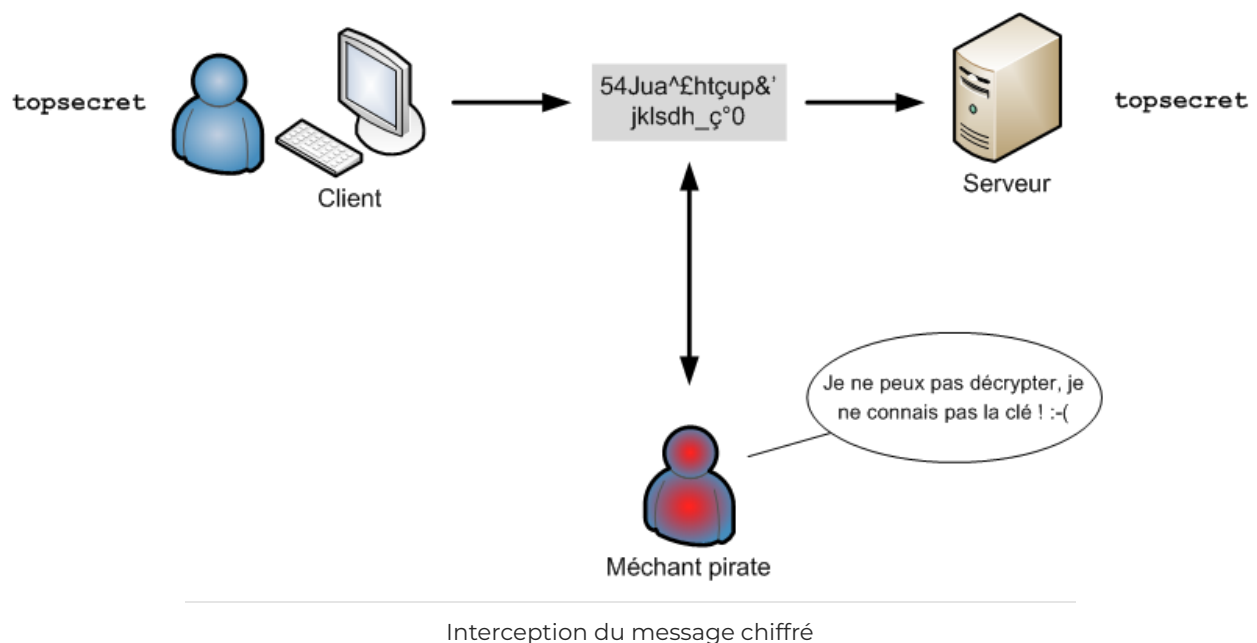 topsecret
54Jua^£htçup&’
jklsdh_ç°0
topsecret
Client
Serveur
Je ne peux pas décrypter, je
ne connais pas la clé ! :-(
Méchant pirate
Interception du message chiffré